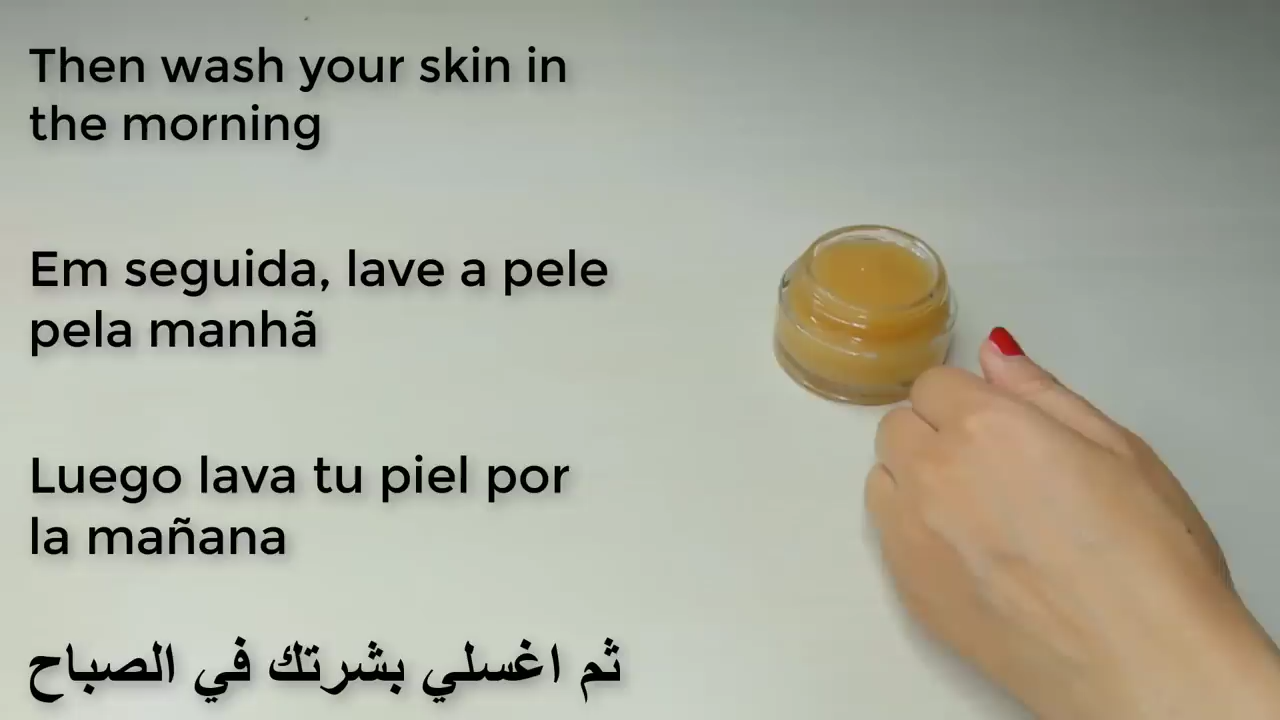 Then wash your skin in
the morning
Em seguida, lave a pele
pela manhã
Luego lava tu piel por
la mañana
ثم اغسلي بشرتك في الصباح